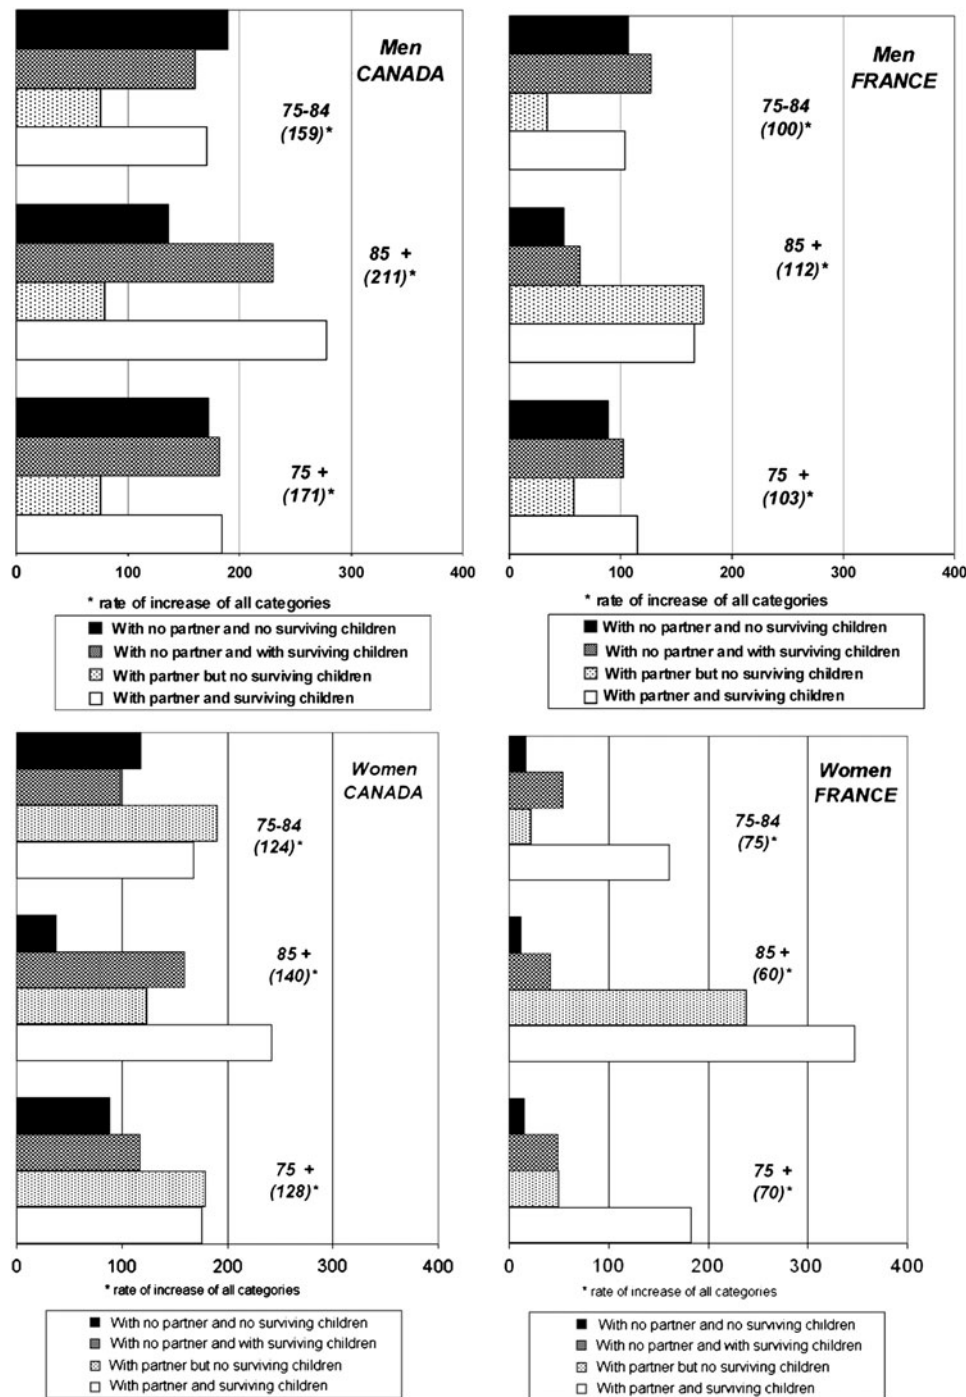 Men
CANADA
75-84
(159)*
85 +
(211)*
75 +
(171)*
0 100 200 300 400
* rate of increase of all categories
With no partner and no surviving children
With no partner and with surviving children
With partner but no surviving children
With partner and surviving children
Men
FRANCE
75-84
(100)*
85 +
(112)*
75 +
(103)*
0 100 200 300 400
* rate of increase of all categories
With no partner and no surviving children
With no partner and with surviving children
With partner but no surviving children
With partner and surviving children
Women
CANADA
75-84
(124)*
85 +
(140)*
75 +
(128)*
0 100 200 300 400
* rate of increase of all categories
With no partner and no surviving children
With no partner and with surviving children
With partner but no surviving children
With partner and surviving children
Women
FRANCE
75-84
(75)*
85 +
(60)*
75 +
(70)*
0 100 200 300 400
* rate of increase of all categories
With no partner and no surviving children
With no partner and with surviving children
With partner but no surviving children
With partner and surviving children